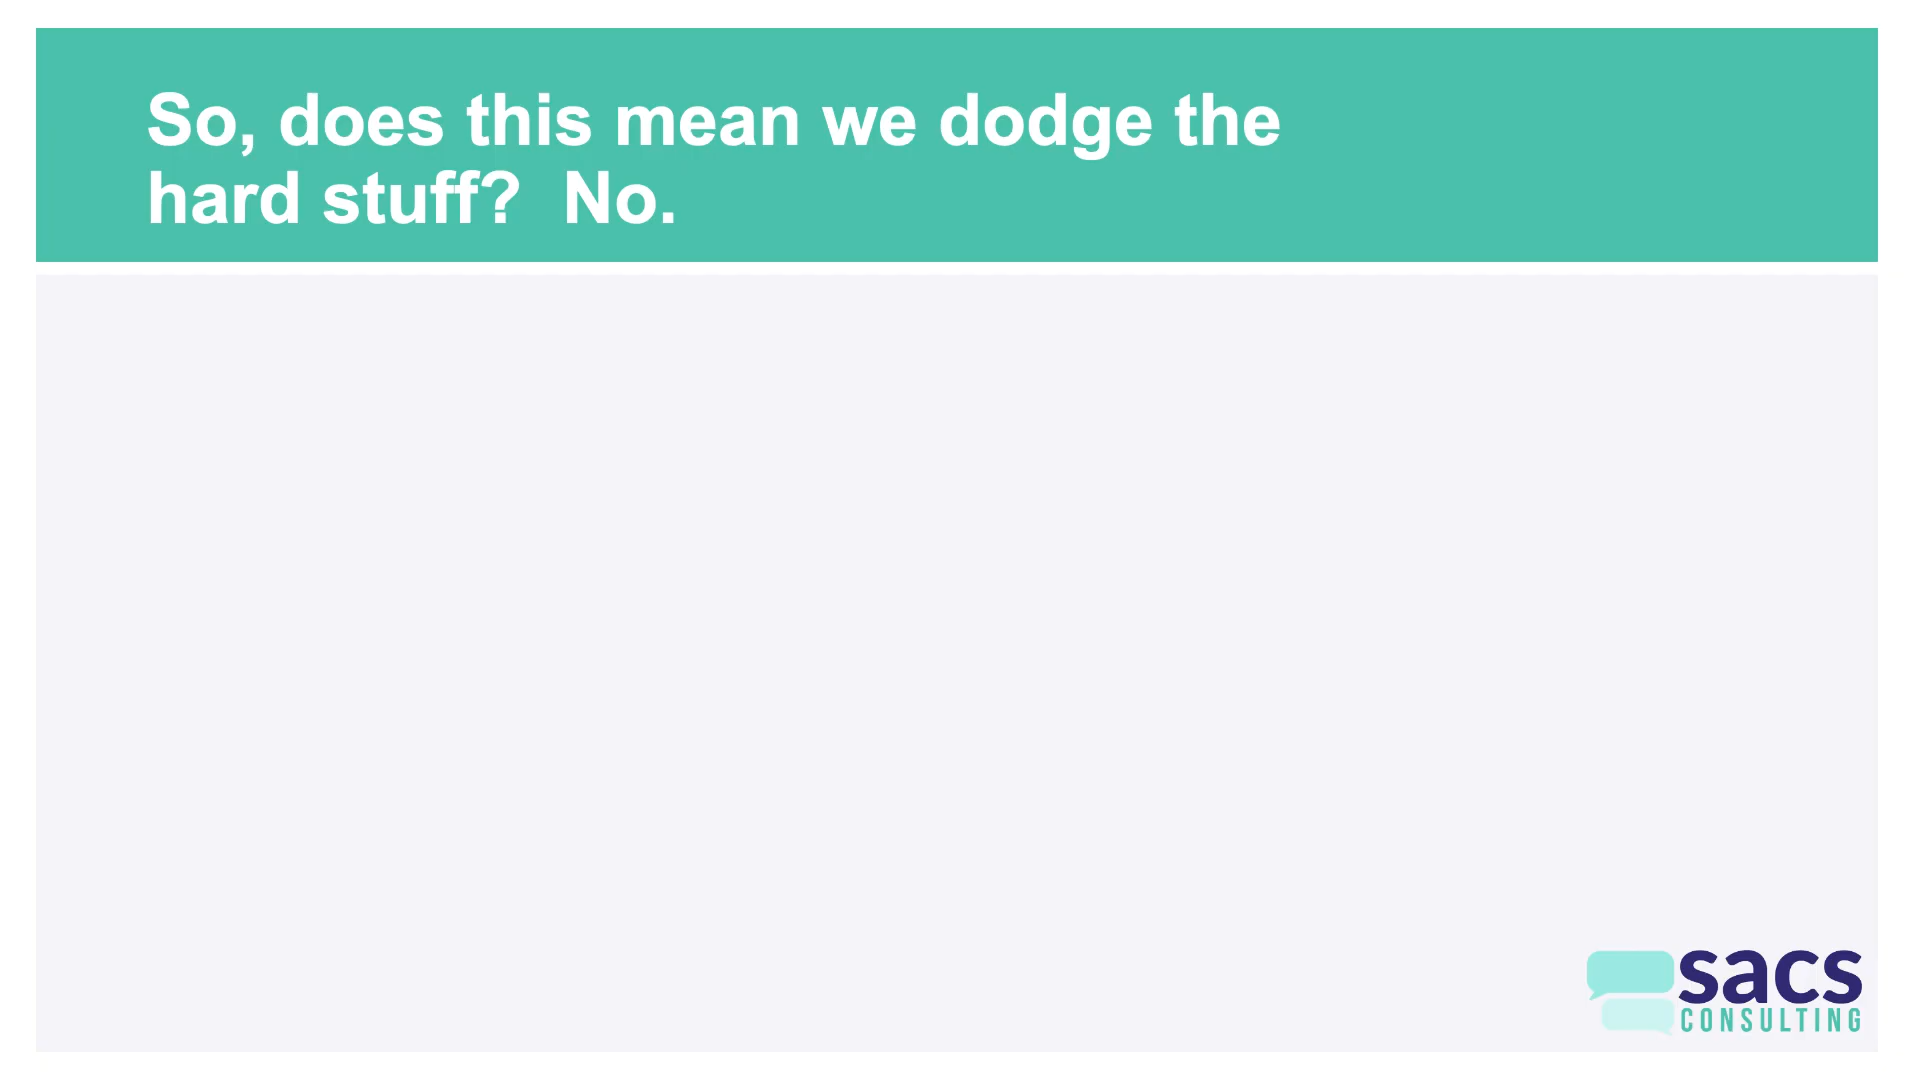 So, does this mean we dodge the
hard stuff?  No.
sacs
CONSULTING